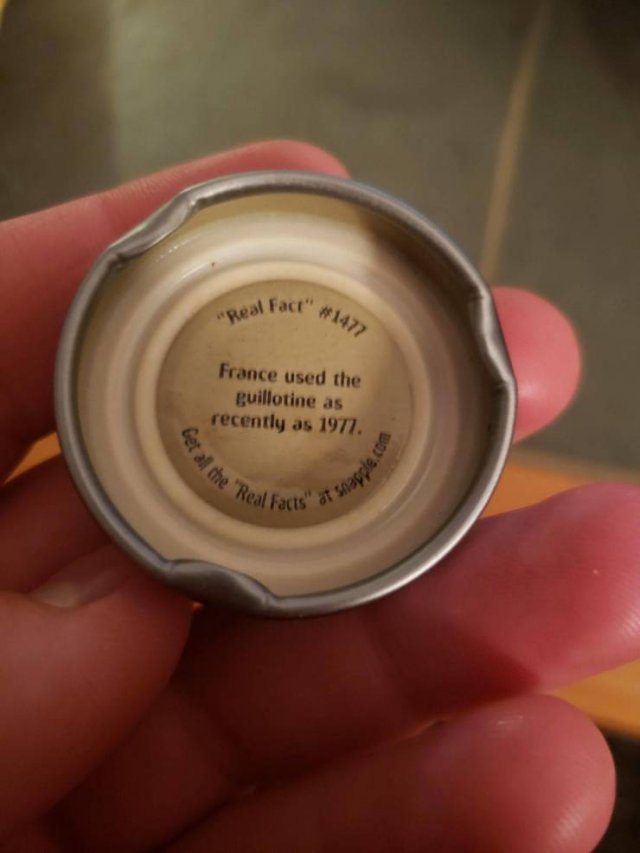 "Real Fact" #1477
France used the
guillotine as
recently as 1977.
Get all the "Real Facts" at snapple.com